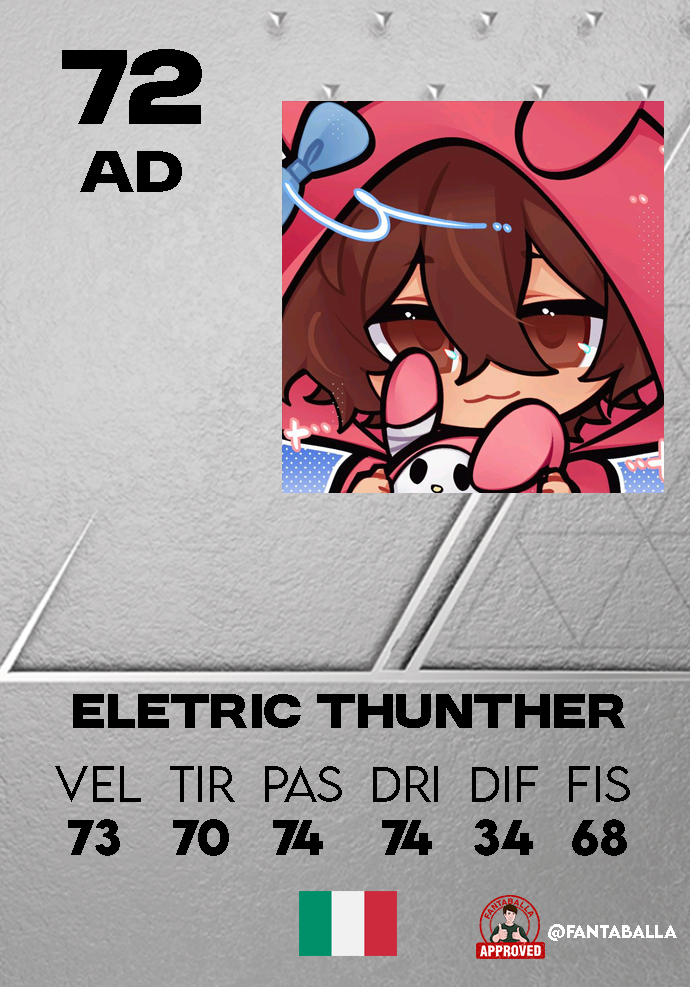 72
AD
ELETRIC THUNTHER
VEL TIR PAS DRI DIF FIS
73 70 74 74 34 68
FANTABALLA
APPROVED
@FANTABALLA